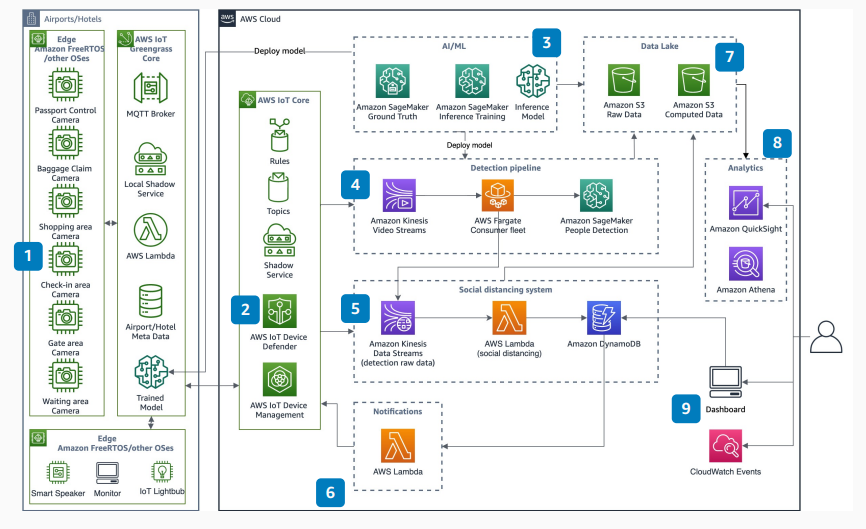 Airports/Hotels
aws
AWS Cloud
Edge
Amazon FreeRTOS
/other OSes
Passport Control
Camera
Baggage Claim
Camera
Shopping area
Camera
1
Check-in area
Camera
Gate area
Camera
Waiting area
Camera
AWS IoT
Greengrass
Core
MQTT Broker
Local Shadow
Service
AWS Lambda
Airport/Hotel
Meta Data
Trained
Model
Edge
Amazon FreeRTOS/other OSes
Smart Speaker
Monitor
IoT Lightbub
Deploy model
AWS IoT Core
Rules
Topics
Shadow
Service
2
AWS IoT Device
Defender
AWS IoT Device
Management
AI/ML
3
Amazon SageMaker
Ground Truth
Amazon SageMaker
Inference Training
Inference
Model
Deploy model
Data Lake
7
Amazon S3
Raw Data
Amazon S3
Computed Data
4
Detection pipeline
Amazon Kinesis
Video Streams
AWS Fargate
Consumer fleet
Amazon SageMaker
People Detection
8
Analytics
Amazon QuickSight
Amazon Athena
5
Social distancing system
Amazon Kinesis
Data Streams
(detection raw data)
AWS Lambda
(social distancing)
Amazon DynamoDB
Notifications
AWS Lambda
6
9
Dashboard
CloudWatch Events